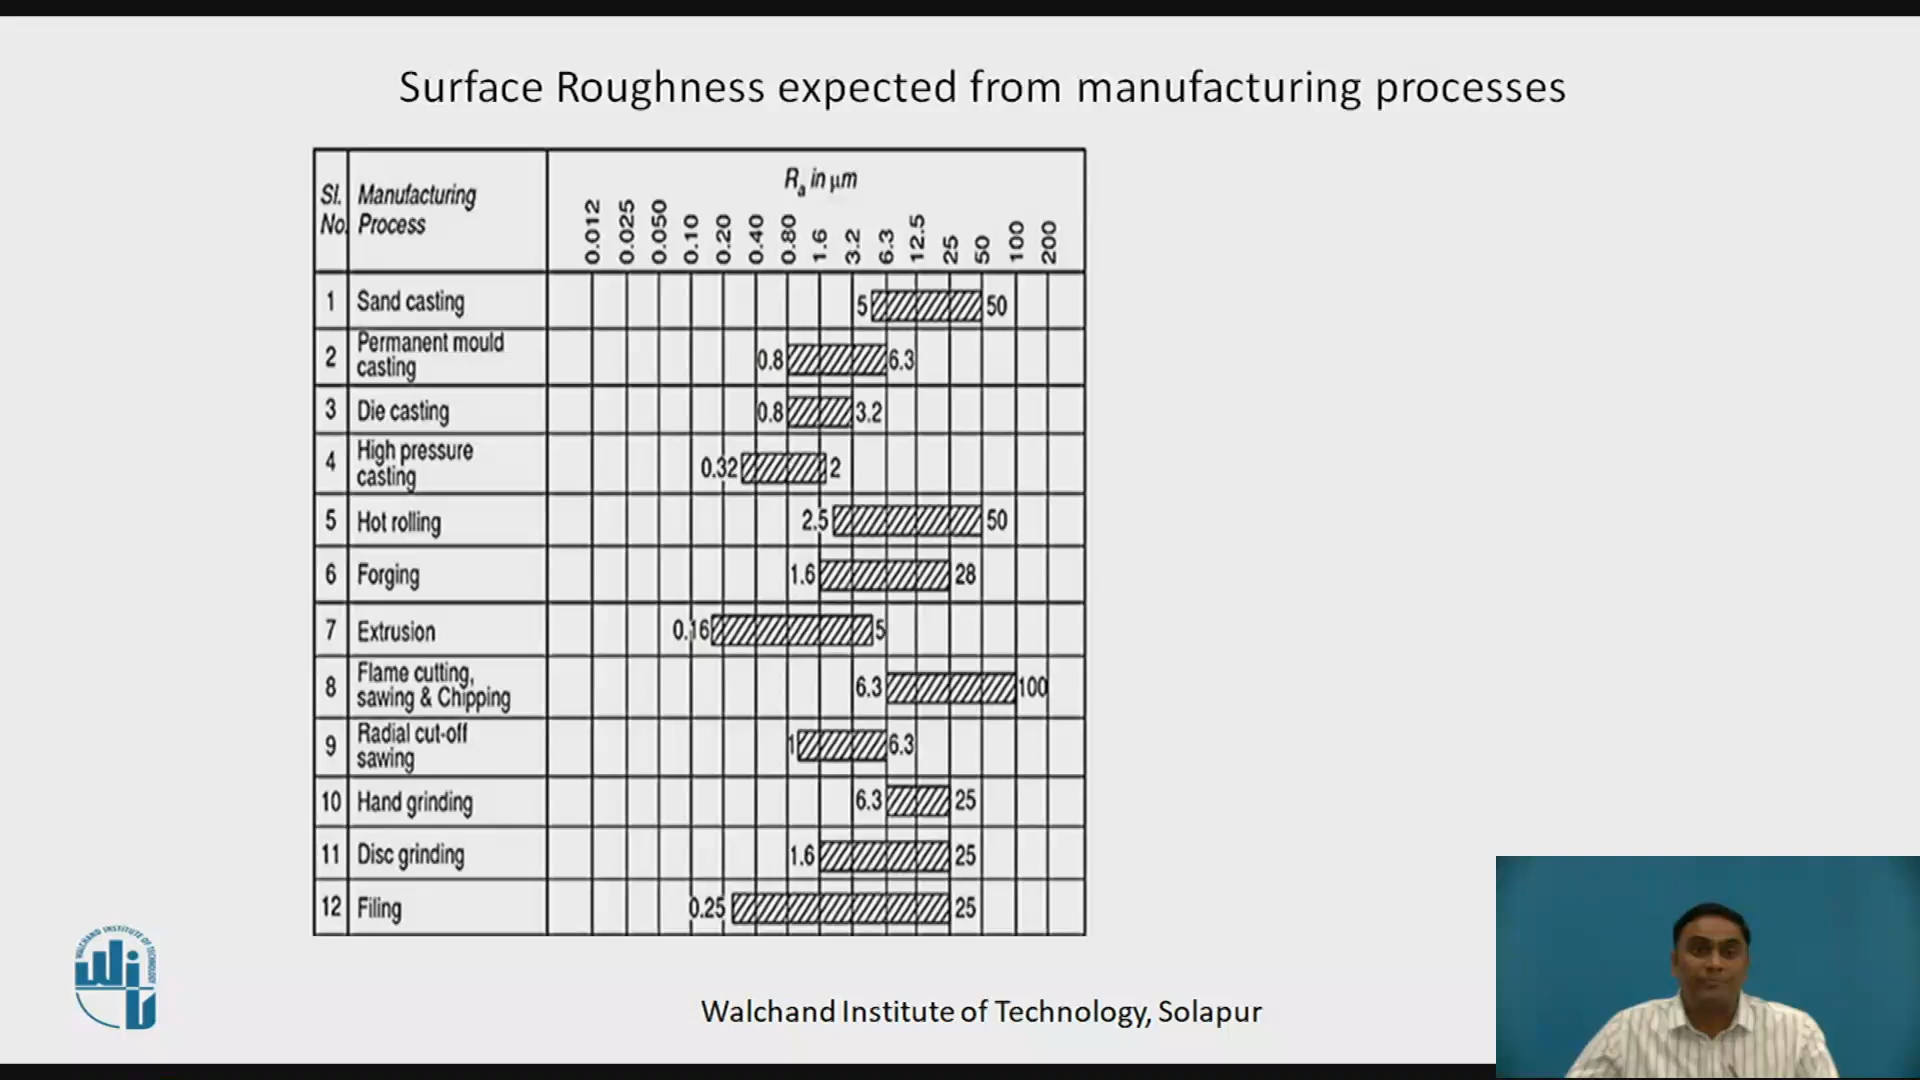 Surface Roughness expected from manufacturing processes
Sl. No. Manufacturing Process
Ra in µm
0.012 0.025 0.050 0.10 0.20 0.40 0.80 1.6 3.2 6.3 12.5 25 50 100 200
1 Sand casting 5 50
2 Permanent mould casting 0.8 6.3
3 Die casting 0.8 3.2
4 High pressure casting 0.32 2
5 Hot rolling 2.5 50
6 Forging 1.6 28
7 Extrusion 0.16 5
8 Flame cutting, sawing & Chipping 6.3 100
9 Radial cut-off sawing 1 6.3
10 Hand grinding 6.3 25
11 Disc grinding 1.6 25
12 Filing 0.25 25
WALCHAND INSTITUTE OF TECHNOLOGY
WIT
Walchand Institute of Technology, Solapur